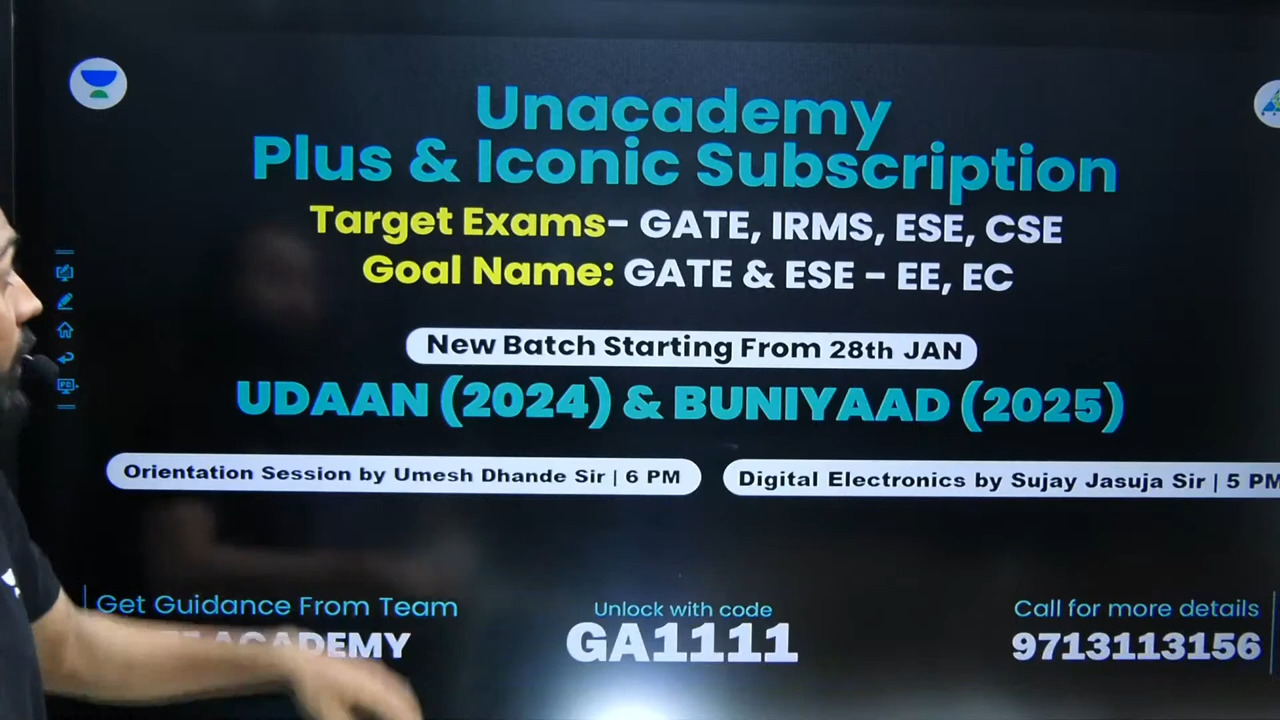 Unacademy
Plus & Iconic Subscription
Target Exams- GATE, IRMS, ESE, CSE
Goal Name: GATE & ESE - EE, EC
New Batch Starting From 28th JAN
UDAAN (2024) & BUNIYAAD (2025)
Orientation Session by Umesh Dhande Sir | 6 PM
Digital Electronics by Sujay Jasuja Sir | 5 PM
Get Guidance From Team
Unlock with code
GA1111
Call for more details
9713113156